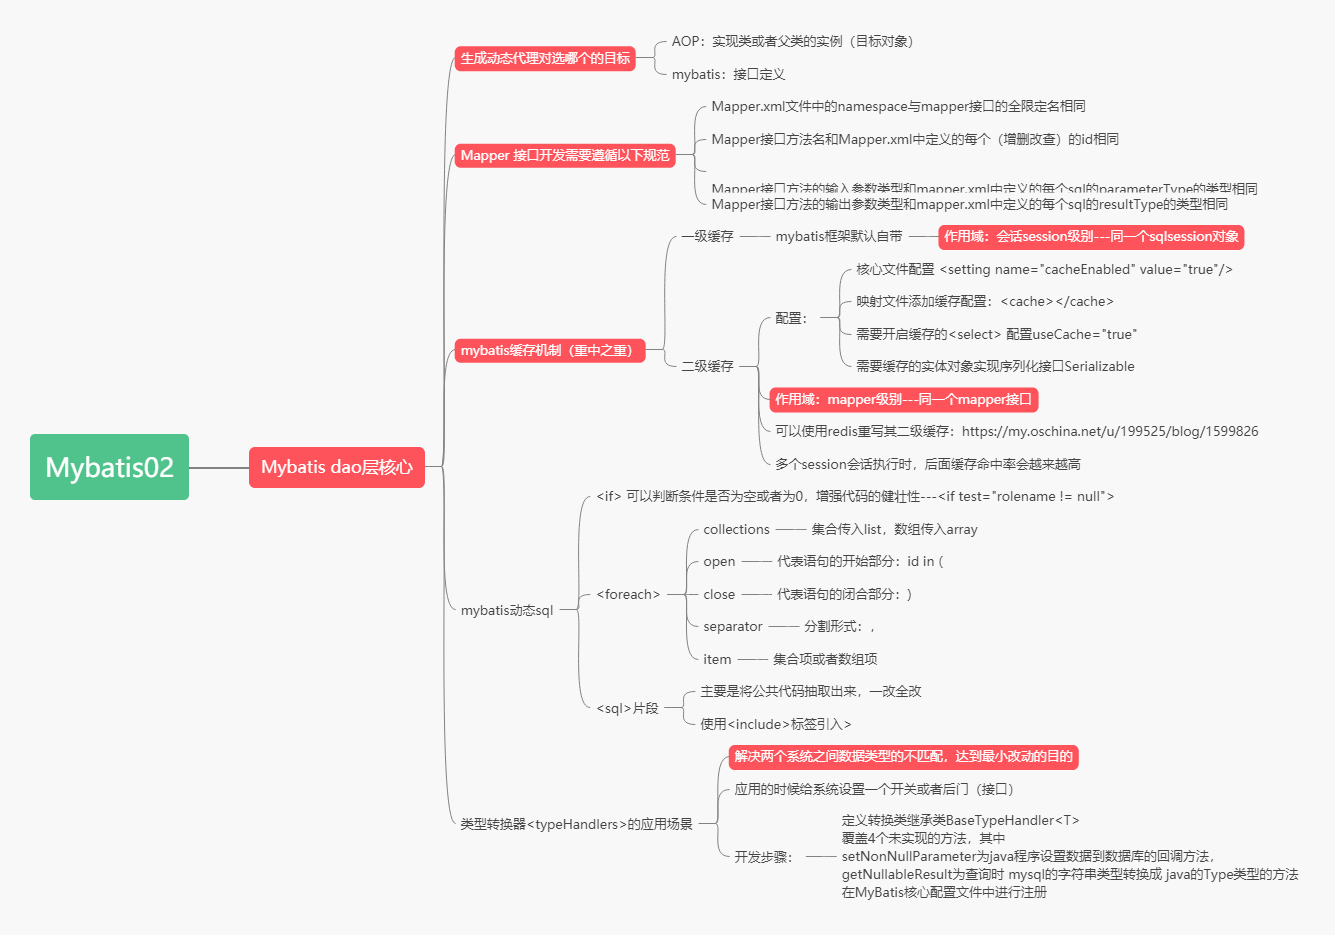 Mybatis02
Mybatis dao层核心
生成动态代理对选哪个的目标
AOP：实现类或者父类的实例（目标对象）
mybatis：接口定义
Mapper 接口开发需要遵循以下规范
Mapper.xml文件中的namespace与mapper接口的全限定名相同
Mapper接口方法名和Mapper.xml中定义的每个（增删改查）的id相同
Mapper接口方法的输入参数类型和mapper.xml中定义的每个sql的parameterType的类型相同
Mapper接口方法的输出参数类型和mapper.xml中定义的每个sql的resultType的类型相同
mybatis缓存机制（重中之重）
一级缓存
mybatis框架默认自带
作用域：会话session级别---同一个sqlsession对象
二级缓存
配置：
核心文件配置 <setting name="cacheEnabled" value="true"/>
映射文件添加缓存配置：<cache></cache>
需要开启缓存的<select> 配置useCache="true"
需要缓存的实体对象实现序列化接口Serializable
作用域：mapper级别---同一个mapper接口
可以使用redis重写其二级缓存：https://my.oschina.net/u/199525/blog/1599826
多个session会话执行时，后面缓存命中率会越来越高
mybatis动态sql
<if> 可以判断条件是否为空或者为0，增强代码的健壮性---<if test="rolename != null">
<foreach>
collections
集合传入list，数组传入array
open
代表语句的开始部分：id in (
close
代表语句的闭合部分：)
separator
分割形式：,
item
集合项或者数组项
<sql>片段
主要是将公共代码抽取出来，一改全改
使用<include>标签引入>
类型转换器<typeHandlers>的应用场景
解决两个系统之间数据类型的不匹配，达到最小改动的目的
应用的时候给系统设置一个开关或者后门（接口）
开发步骤：
定义转换类继承类BaseTypeHandler<T>
覆盖4个未实现的方法，其中
setNonNullParameter为java程序设置数据到数据库的回调方法，
getNullableResult为查询时 mysql的字符串类型转换成 java的Type类型的方法
在MyBatis核心配置文件中进行注册